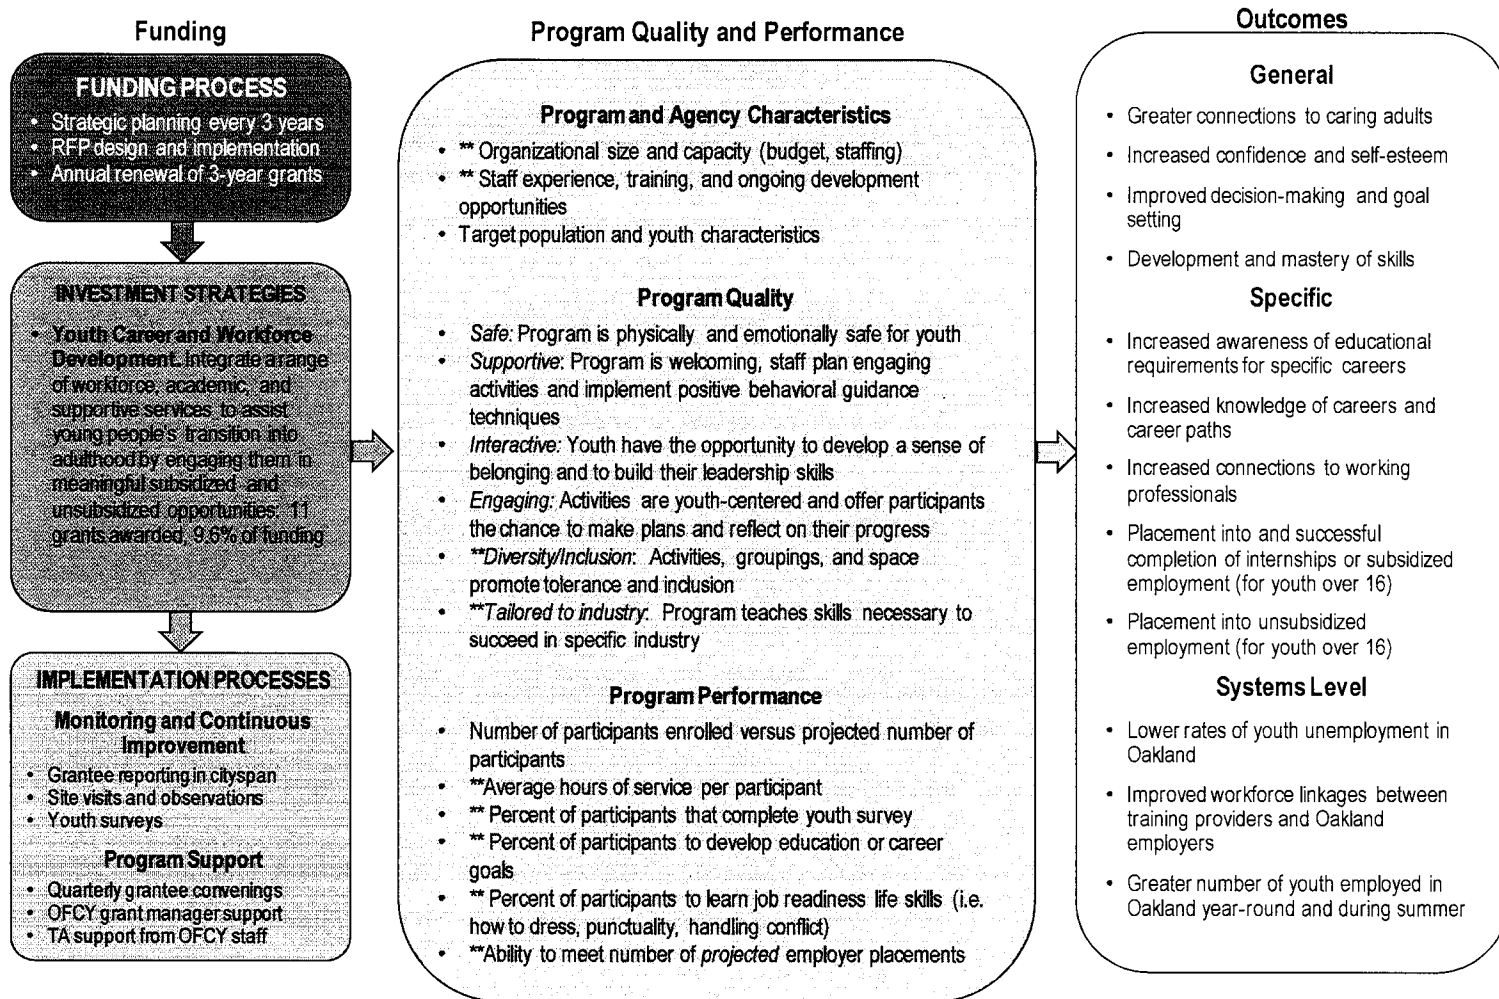 Funding
FUNDING PROCESS
• Strategic planning every 3 years
• RFP design and implementation
• Annual renewal of 3-year grants
INVESTMENT STRATEGIES
• Youth Career and Workforce
Development. Integrate a range
of workforce, academic, and
supportive services to assist
young people's transition into
adulthood by engaging them in
meaningful subsidized and
unsubsidized opportunities: 11
grants awarded, 9.6% of funding
IMPLEMENTATION PROCESSES
Monitoring and Continuous
Improvement
• Grantee reporting in cityspan
• Site visits and observations
• Youth surveys
Program Support
• Quarterly grantee convenings
• OFCY grant manager support
• TA support from OFCY staff
Program Quality and Performance
Program and Agency Characteristics
• ** Organizational size and capacity (budget, staffing)
• ** Staff experience, training, and ongoing development
opportunities
• Target population and youth characteristics
Program Quality
• Safe: Program is physically and emotionally safe for youth
• Supportive: Program is welcoming, staff plan engaging
activities and implement positive behavioral guidance
techniques
• Interactive: Youth have the opportunity to develop a sense of
belonging and to build their leadership skills
• Engaging: Activities are youth-centered and offer participants
the chance to make plans and reflect on their progress
• **Diversity/Inclusion: Activities, groupings, and space
promote tolerance and inclusion
• **Tailored to industry: Program teaches skills necessary to
succeed in specific industry
Program Performance
• Number of participants enrolled versus projected number of
participants
• **Average hours of service per participant
• ** Percent of participants that complete youth survey
• ** Percent of participants to develop education or career
goals
• ** Percent of participants to learn job readiness life skills (i.e.
how to dress, punctuality, handling conflict)
• **Ability to meet number of projected employer placements
Outcomes
General
• Greater connections to caring adults
• Increased confidence and self-esteem
• Improved decision-making and goal
setting
• Development and mastery of skills
Specific
• Increased awareness of educational
requirements for specific careers
• Increased knowledge of careers and
career paths
• Increased connections to working
professionals
• Placement into and successful
completion of internships or subsidized
employment (for youth over 16)
• Placement into unsubsidized
employment (for youth over 16)
Systems Level
• Lower rates of youth unemployment in
Oakland
• Improved workforce linkages between
training providers and Oakland
employers
• Greater number of youth employed in
Oakland year-round and during summer